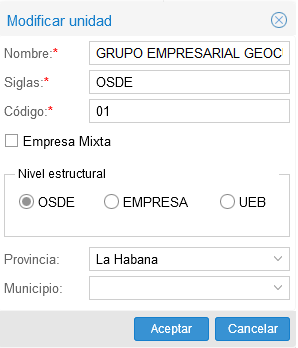 Modificar unidad
Nombre:* GRUPO EMPRESARIAL GEOC
Siglas:* OSDE
Código:* 01
Empresa Mixta
Nivel estructural
OSDE EMPRESA UEB
Provincia: La Habana
Municipio:
Aceptar Cancelar